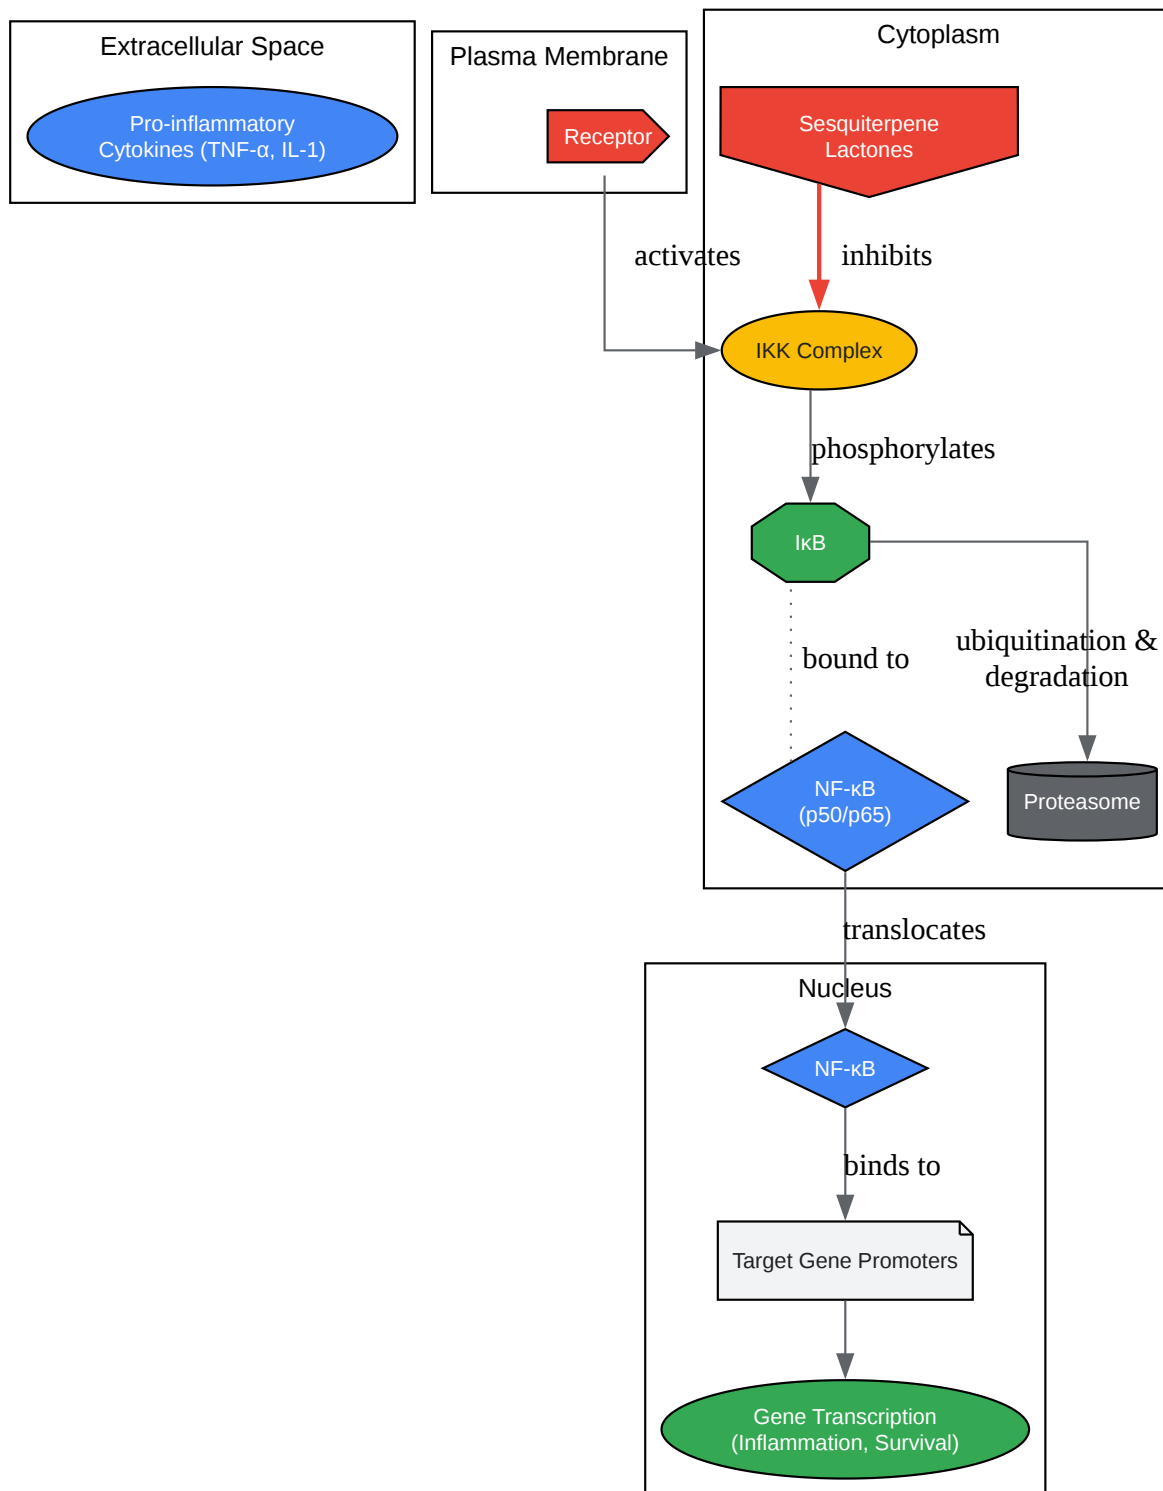 Extracellular Space
Pro-inflammatory
Cytokines (TNF-α, IL-1)
Plasma Membrane
Receptor
Cytoplasm
Sesquiterpene
Lactones
activates
inhibits
IKK Complex
phosphorylates
IκB
bound to
ubiquitination &
degradation
NF-κB
(p50/p65)
Proteasome
translocates
Nucleus
NF-κB
binds to
Target Gene Promoters
Gene Transcription
(Inflammation, Survival)